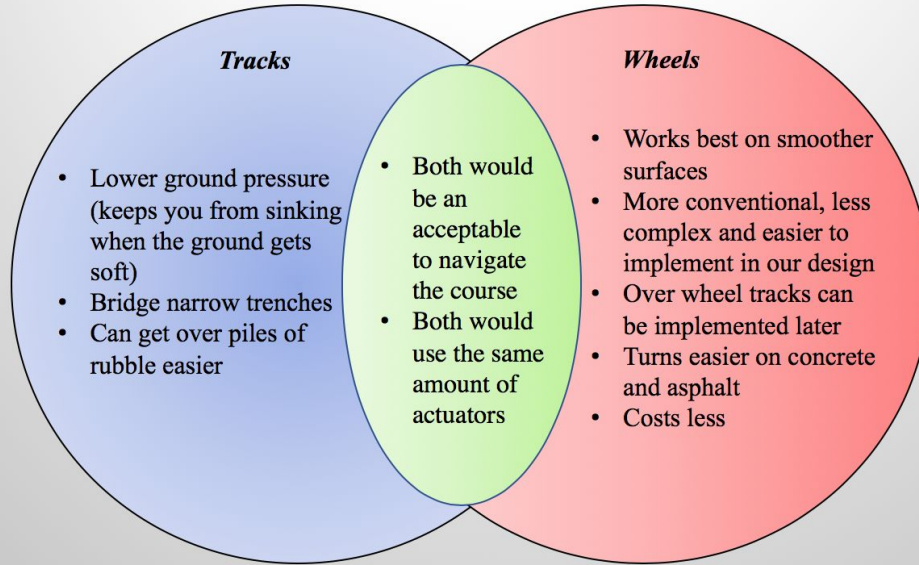 Tracks
• Lower ground pressure
(keeps you from sinking
when the ground gets
soft)
• Bridge narrow trenches
• Can get over piles of
rubble easier
• Both would
be an
acceptable
to navigate
the course
• Both would
use the same
amount of
actuators
Wheels
• Works best on smoother
surfaces
• More conventional, less
complex and easier to
implement in our design
• Over wheel tracks can
be implemented later
• Turns easier on concrete
and asphalt
• Costs less